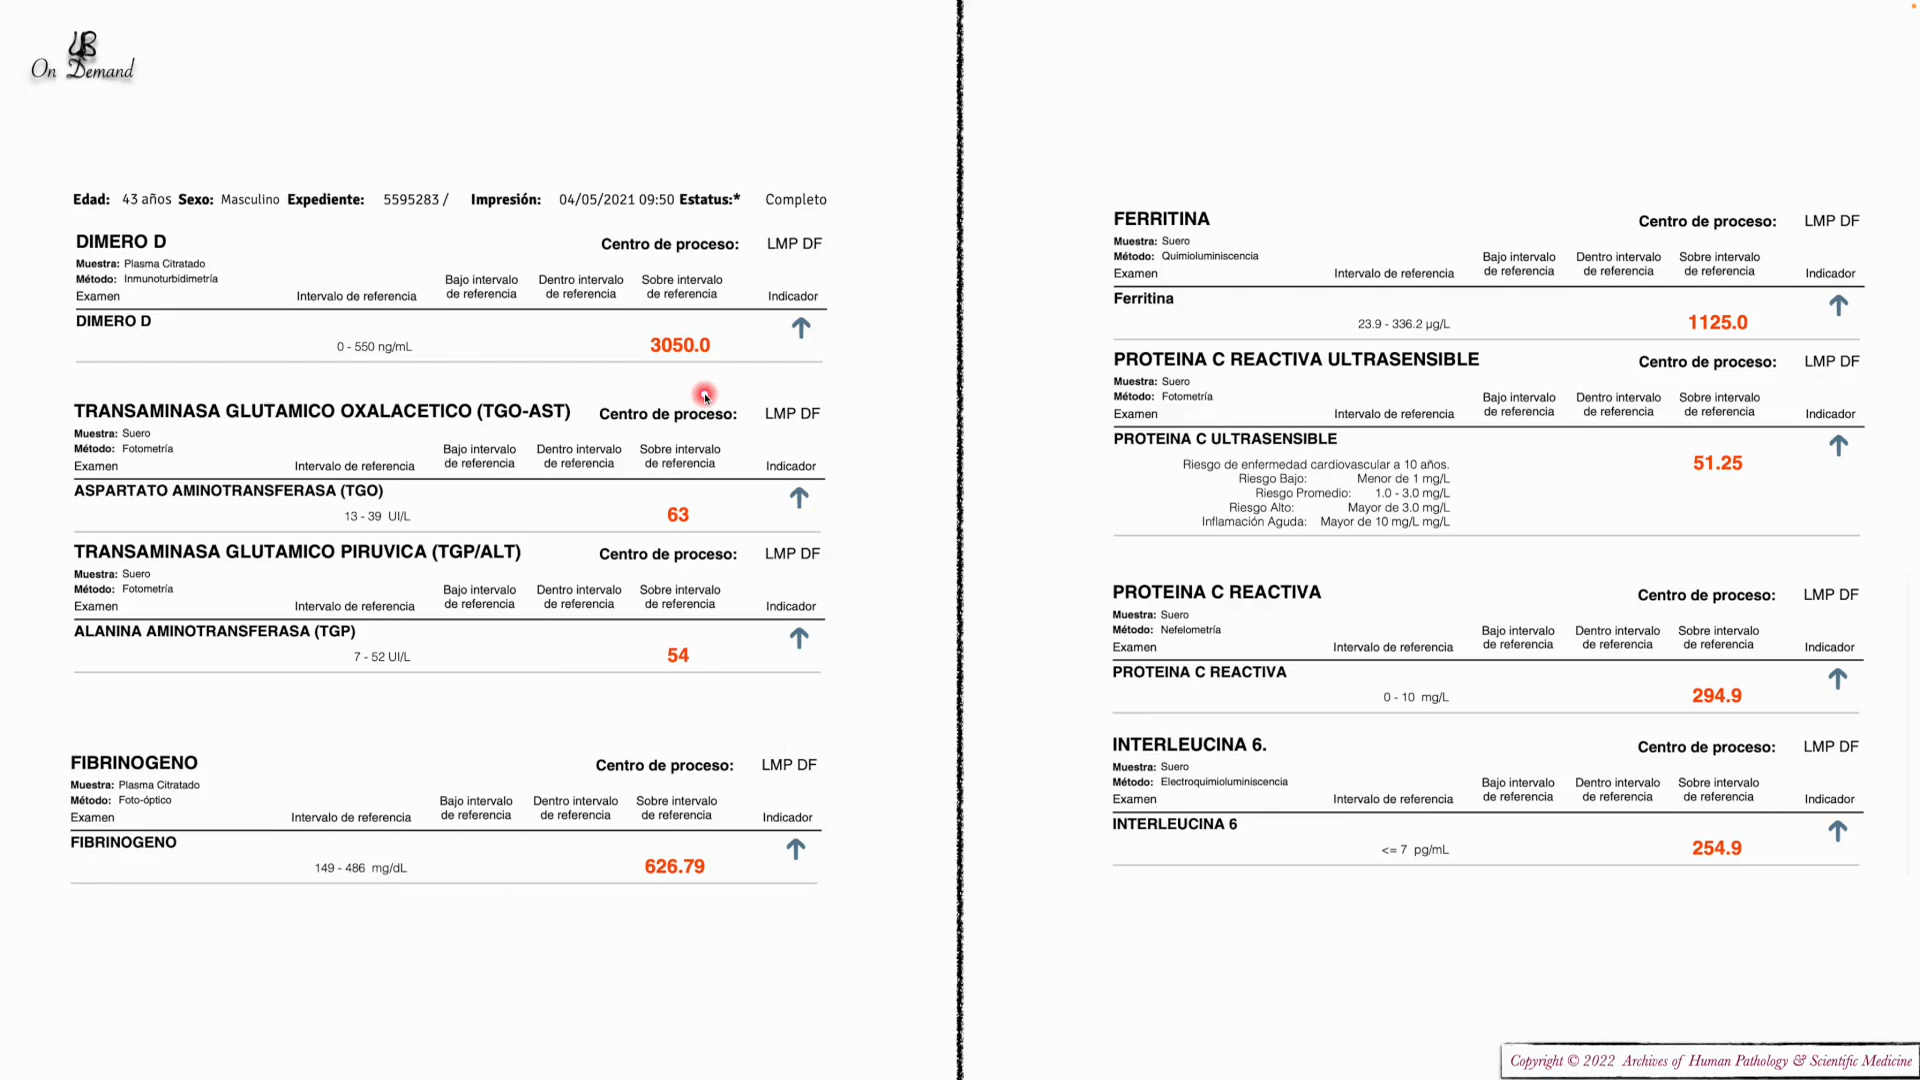 LB
On Demand
Edad: 43 años Sexo: Masculino Expediente: 5595283 / Impresión: 04/05/2021 09:50 Estatus:* Completo
DIMERO D Centro de proceso: LMP DF
Muestra: Plasma Citratado
Método: Inmunoturbidimetría
Bajo intervalo Dentro intervalo Sobre intervalo
Examen Intervalo de referencia de referencia de referencia de referencia Indicador
DIMERO D
0 - 550 ng/mL 3050.0
TRANSAMINASA GLUTAMICO OXALACETICO (TGO-AST) Centro de proceso: LMP DF
Muestra: Suero
Método: Fotometría
Bajo intervalo Dentro intervalo Sobre intervalo
Examen Intervalo de referencia de referencia de referencia de referencia Indicador
ASPARTATO AMINOTRANSFERASA (TGO)
13 - 39 UI/L 63
TRANSAMINASA GLUTAMICO PIRUVICA (TGP/ALT) Centro de proceso: LMP DF
Muestra: Suero
Método: Fotometría
Bajo intervalo Dentro intervalo Sobre intervalo
Examen Intervalo de referencia de referencia de referencia de referencia Indicador
ALANINA AMINOTRANSFERASA (TGP)
7 - 52 UI/L 54
FIBRINOGENO Centro de proceso: LMP DF
Muestra: Plasma Citratado
Método: Foto-óptico
Bajo intervalo Dentro intervalo Sobre intervalo
Examen Intervalo de referencia de referencia de referencia de referencia Indicador
FIBRINOGENO
149 - 486 mg/dL 626.79
FERRITINA Centro de proceso: LMP DF
Muestra: Suero
Método: Quimioluminiscencia
Bajo intervalo Dentro intervalo Sobre intervalo
Examen Intervalo de referencia de referencia de referencia de referencia Indicador
Ferritina
23.9 - 336.2 µg/L 1125.0
PROTEINA C REACTIVA ULTRASENSIBLE Centro de proceso: LMP DF
Muestra: Suero
Método: Fotometría
Bajo intervalo Dentro intervalo Sobre intervalo
Examen Intervalo de referencia de referencia de referencia de referencia Indicador
PROTEINA C ULTRASENSIBLE
Riesgo de enfermedad cardiovascular a 10 años. 51.25
Riesgo Bajo: Menor de 1 mg/L
Riesgo Promedio: 1.0 - 3.0 mg/L
Riesgo Alto: Mayor de 3.0 mg/L
Inflamación Aguda: Mayor de 10 mg/L mg/L
PROTEINA C REACTIVA Centro de proceso: LMP DF
Muestra: Suero
Método: Nefelometría
Bajo intervalo Dentro intervalo Sobre intervalo
Examen Intervalo de referencia de referencia de referencia de referencia Indicador
PROTEINA C REACTIVA
0 - 10 mg/L 294.9
INTERLEUCINA 6. Centro de proceso: LMP DF
Muestra: Suero
Método: Electroquimioluminiscencia
Bajo intervalo Dentro intervalo Sobre intervalo
Examen Intervalo de referencia de referencia de referencia de referencia Indicador
INTERLEUCINA 6
<= 7 pg/mL 254.9
Copyright © 2022 Archives of Human Pathology & Scientific Medicine